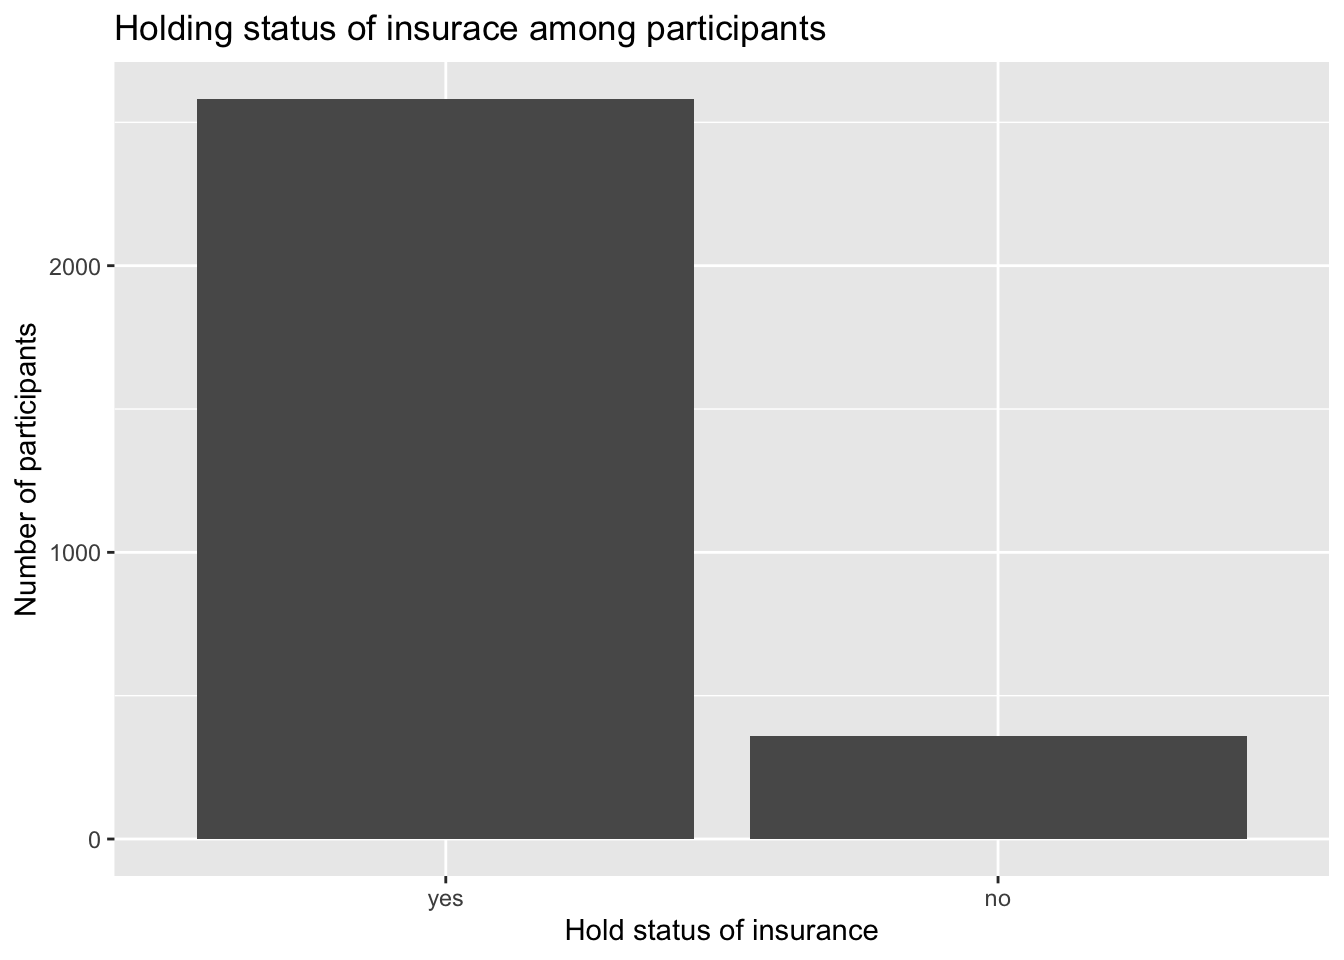 Holding status of insurace among participants
Number of participants
2000
1000
0
yes
no
Hold status of insurance